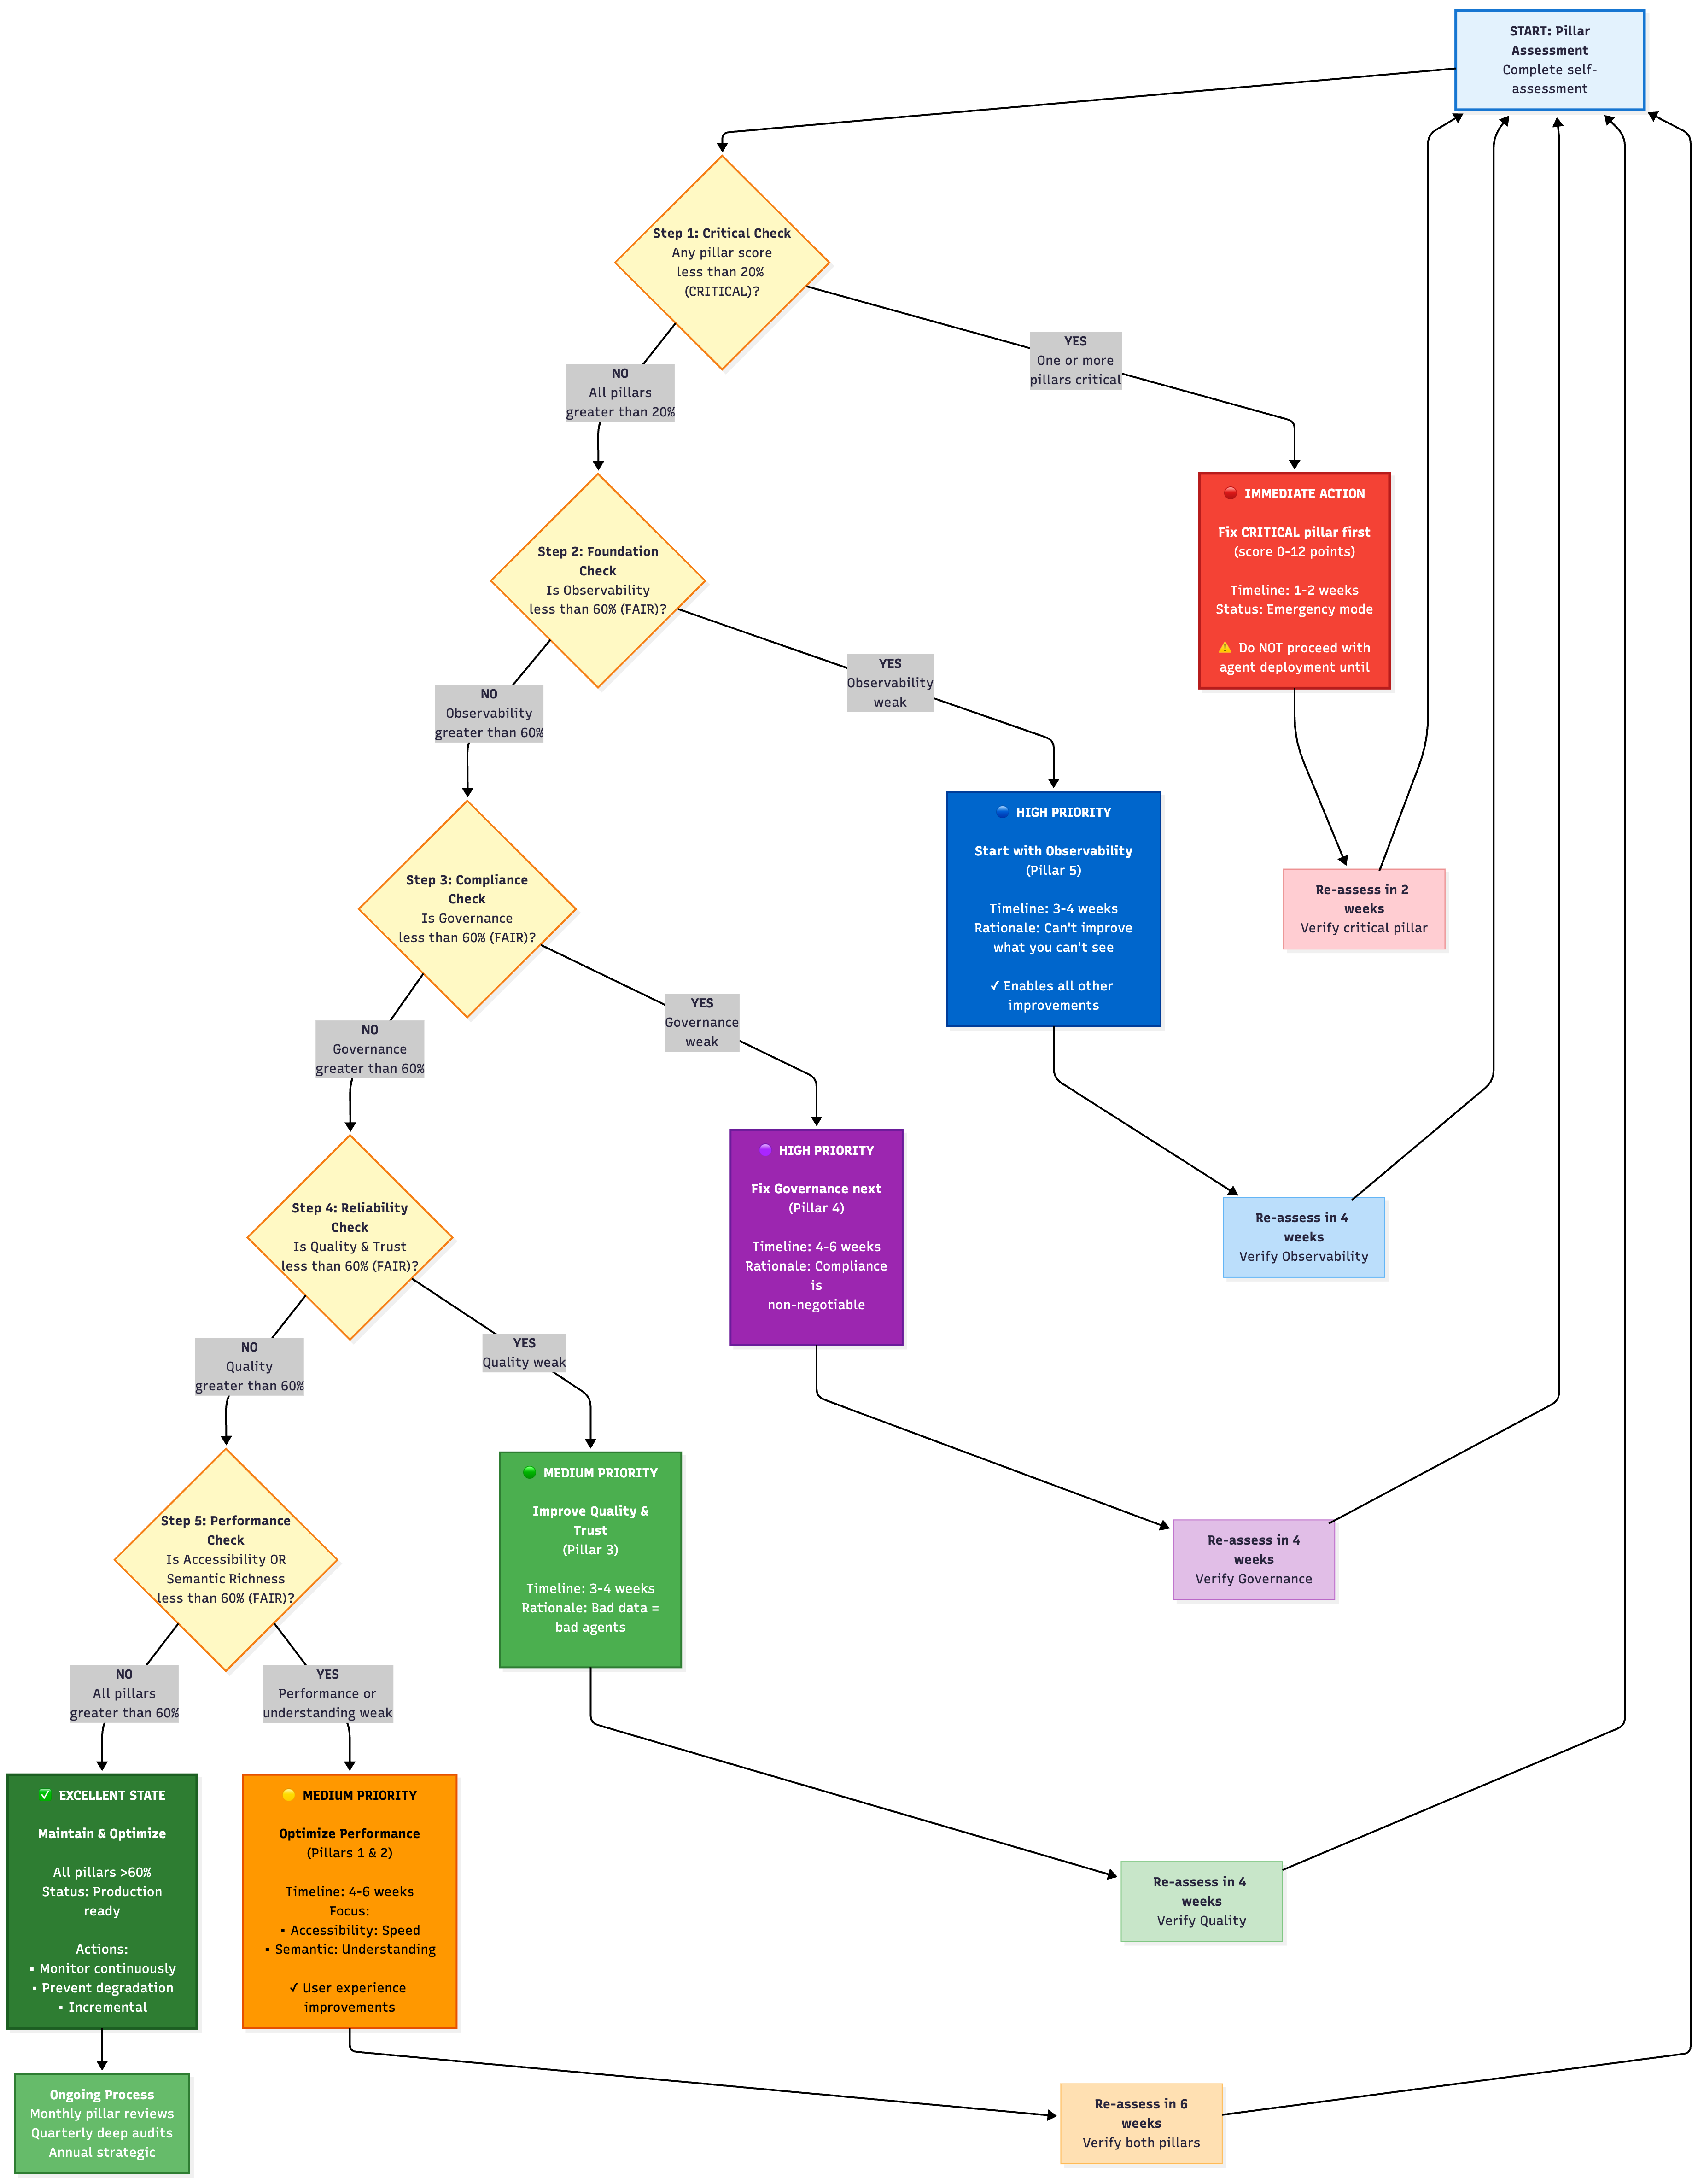 START: Pillar
Assessment
Complete self-
assessment
Step 1: Critical Check
Any pillar score
less than 20%
(CRITICAL)?
YES
One or more
pillars critical
NO
All pillars
greater than 20%
🔴 IMMEDIATE ACTION
Fix CRITICAL pillar first
(score 0-12 points)
Timeline: 1-2 weeks
Status: Emergency mode
⚠️ Do NOT proceed with
agent deployment until
Step 2: Foundation
Check
Is Observability
less than 60% (FAIR)?
YES
Observability
weak
NO
Observability
greater than 60%
🔵 HIGH PRIORITY
Start with Observability
(Pillar 5)
Timeline: 3-4 weeks
Rationale: Can't improve
what you can't see
✓ Enables all other
improvements
Re-assess in 2
weeks
Verify critical pillar
Step 3: Compliance
Check
Is Governance
less than 60% (FAIR)?
YES
Governance
weak
NO
Governance
greater than 60%
🟣 HIGH PRIORITY
Fix Governance next
(Pillar 4)
Timeline: 4-6 weeks
Rationale: Compliance
is
non-negotiable
Re-assess in 4
weeks
Verify Observability
Step 4: Reliability
Check
Is Quality & Trust
less than 60% (FAIR)?
YES
Quality weak
NO
Quality
greater than 60%
🟢 MEDIUM PRIORITY
Improve Quality &
Trust
(Pillar 3)
Timeline: 3-4 weeks
Rationale: Bad data =
bad agents
Re-assess in 4
weeks
Verify Governance
Step 5: Performance
Check
Is Accessibility OR
Semantic Richness
less than 60% (FAIR)?
NO
All pillars
greater than 60%
YES
Performance or
understanding weak
✅ EXCELLENT STATE
Maintain & Optimize
All pillars >60%
Status: Production
ready
Actions:
▪ Monitor continuously
▪ Prevent degradation
▪ Incremental
🟡 MEDIUM PRIORITY
Optimize Performance
(Pillars 1 & 2)
Timeline: 4-6 weeks
Focus:
▪ Accessibility: Speed
▪ Semantic: Understanding
✓ User experience
improvements
Re-assess in 4
weeks
Verify Quality
Ongoing Process
Monthly pillar reviews
Quarterly deep audits
Annual strategic
Re-assess in 6
weeks
Verify both pillars